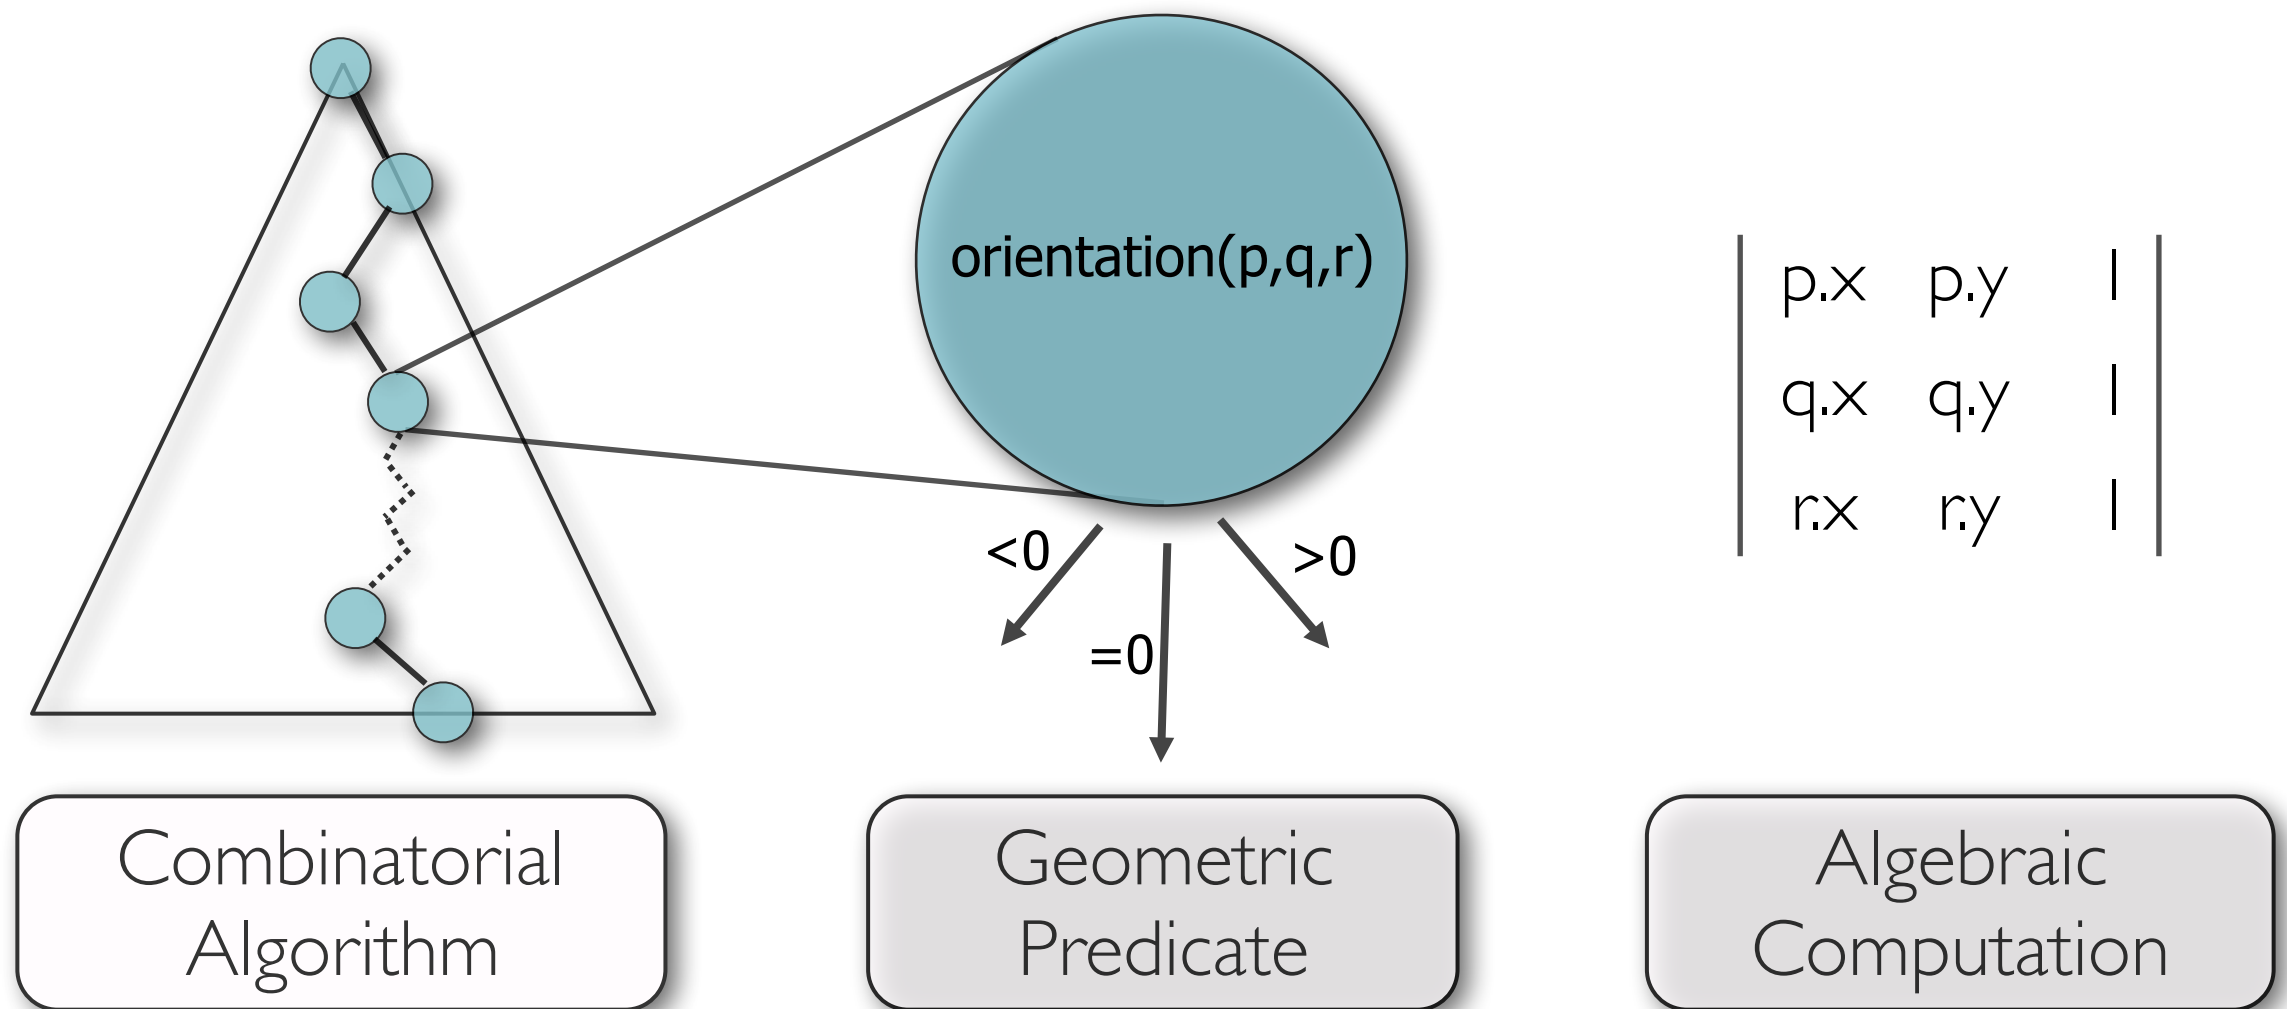 orientation(p,q,r)
<0
=0
>0
p.x p.y 1
q.x q.y 1
r.x r.y 1
Combinatorial
Algorithm
Geometric
Predicate
Algebraic
Computation